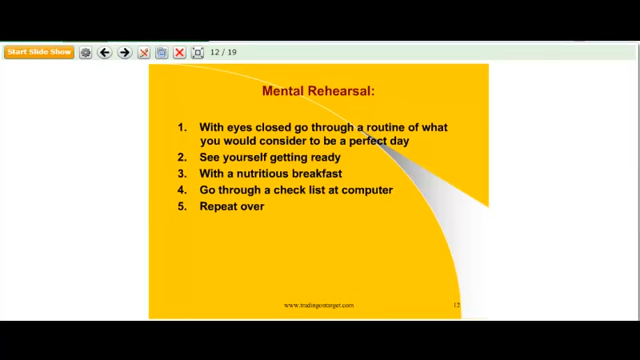 Start Slide Show
12 / 19
Mental Rehearsal:
1. With eyes closed go through a routine of what
you would consider to be a perfect day
2. See yourself getting ready
3. With a nutritious breakfast
4. Go through a check list at computer
5. Repeat over
www.tradingontarget.com
12